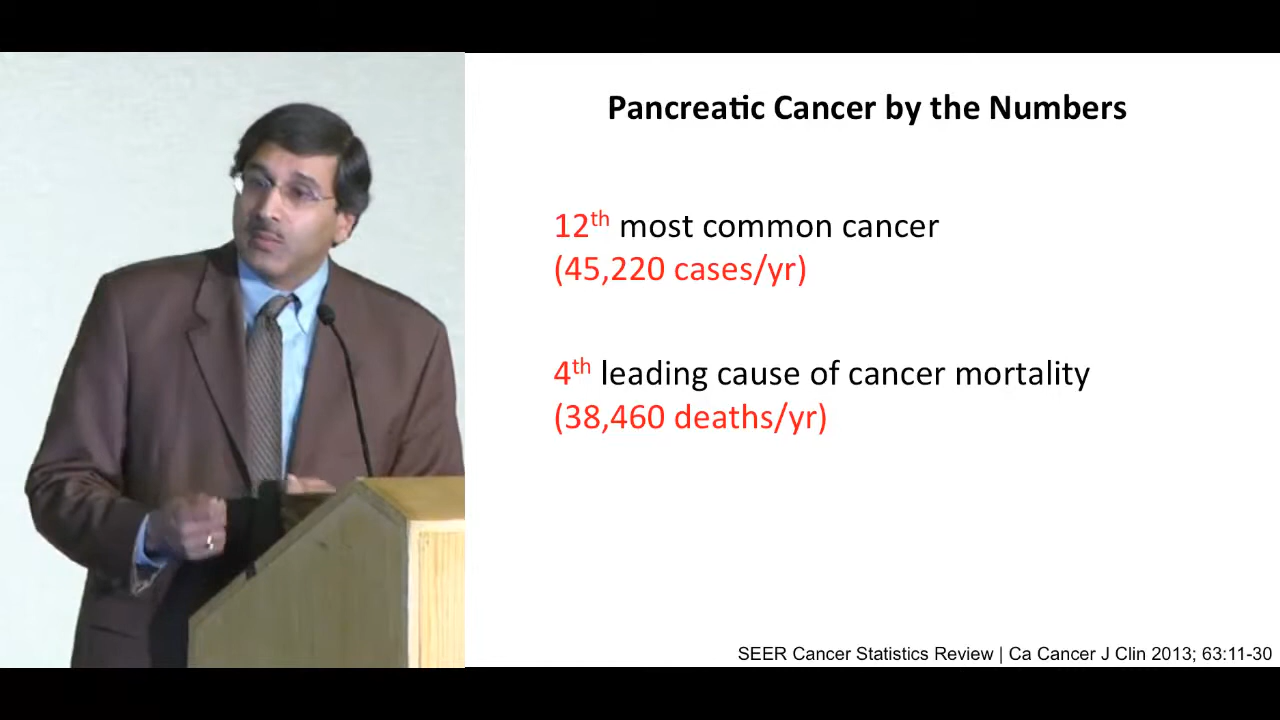 Pancreatic Cancer by the Numbers
12th most common cancer
(45,220 cases/yr)
4th leading cause of cancer mortality
(38,460 deaths/yr)
SEER Cancer Statistics Review | Ca Cancer J Clin 2013; 63:11-30